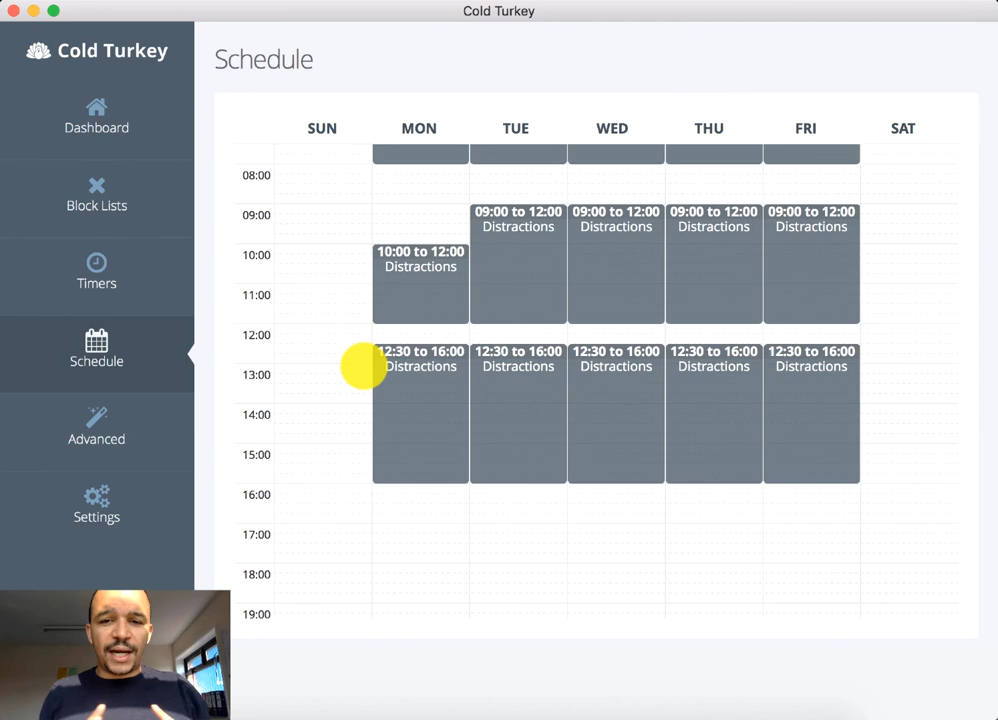 Cold Turkey
Cold Turkey
Dashboard
Block Lists
Timers
Schedule
Advanced
Settings
Schedule
SUN MON TUE WED THU FRI SAT
08:00
09:00
09:00 to 12:00 09:00 to 12:00 09:00 to 12:00 09:00 to 12:00
Distractions Distractions Distractions Distractions
10:00
10:00 to 12:00
Distractions
11:00
12:00
12:30 to 16:00 12:30 to 16:00 12:30 to 16:00 12:30 to 16:00 12:30 to 16:00
Distractions Distractions Distractions Distractions Distractions
13:00
14:00
15:00
16:00
17:00
18:00
19:00